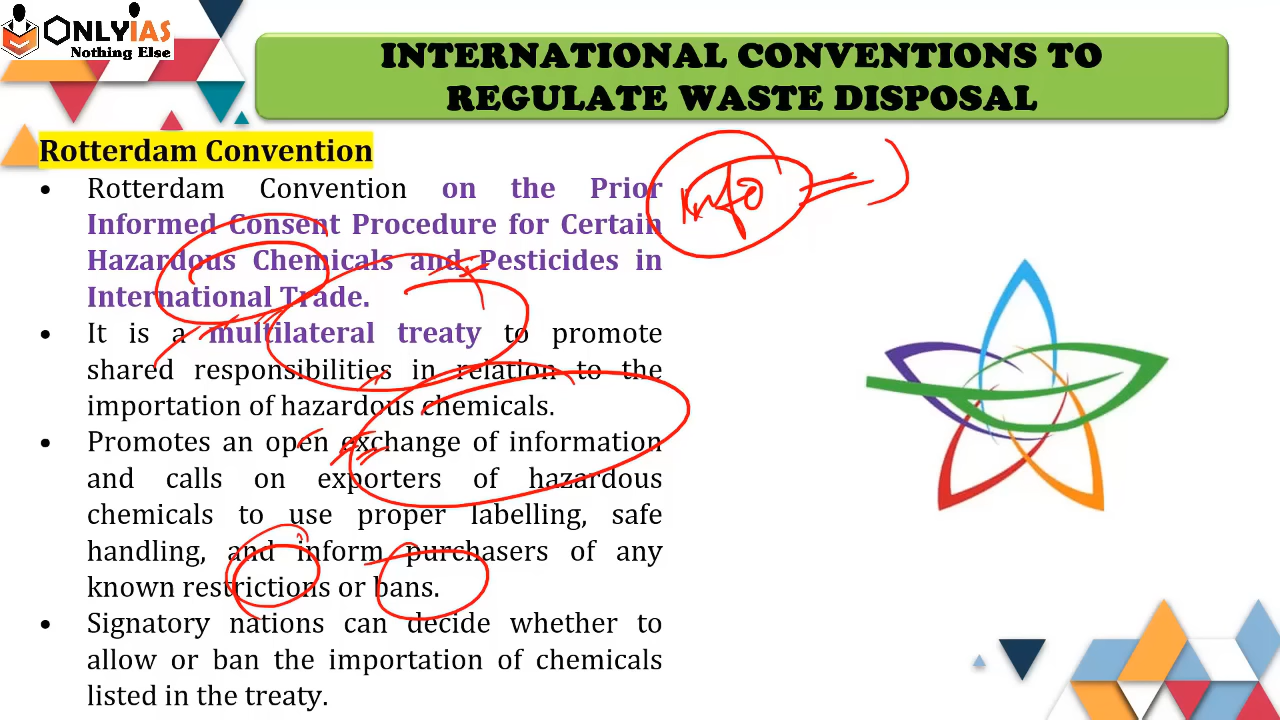 ONLYIAS
Nothing Else
INTERNATIONAL CONVENTIONS TO
REGULATE WASTE DISPOSAL
Rotterdam Convention
• Rotterdam Convention on the Prior
Informed Consent Procedure for Certain
Hazardous Chemicals and Pesticides in
International Trade.
• It is a multilateral treaty to promote
shared responsibilities in relation to the
importation of hazardous chemicals.
• Promotes an open exchange of information
and calls on exporters of hazardous
chemicals to use proper labelling, safe
handling, and inform purchasers of any
known restrictions or bans.
• Signatory nations can decide whether to
allow or ban the importation of chemicals
listed in the treaty.
Info